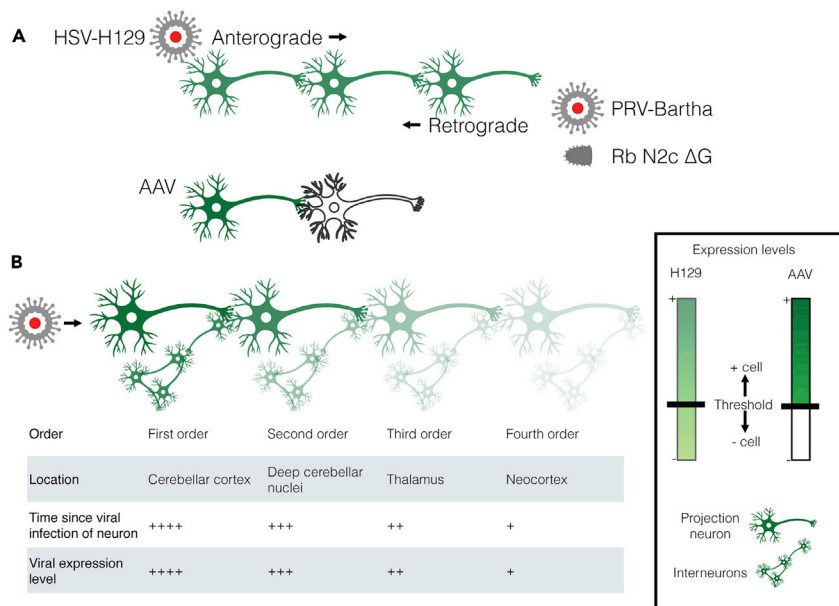 A
HSV-H129
Anterograde
Retrograde
PRV-Bartha
Rb N2c ΔG
AAV
B
Order First order Second order Third order Fourth order
Location Cerebellar cortex Deep cerebellar nuclei Thalamus Neocortex
Time since viral
infection of neuron ++++ +++ ++ +
Viral expression
level ++++ +++ ++ +
Expression levels
H129 AAV
+ +
+ cell
Threshold
- cell
- -
Projection
neuron
Interneurons